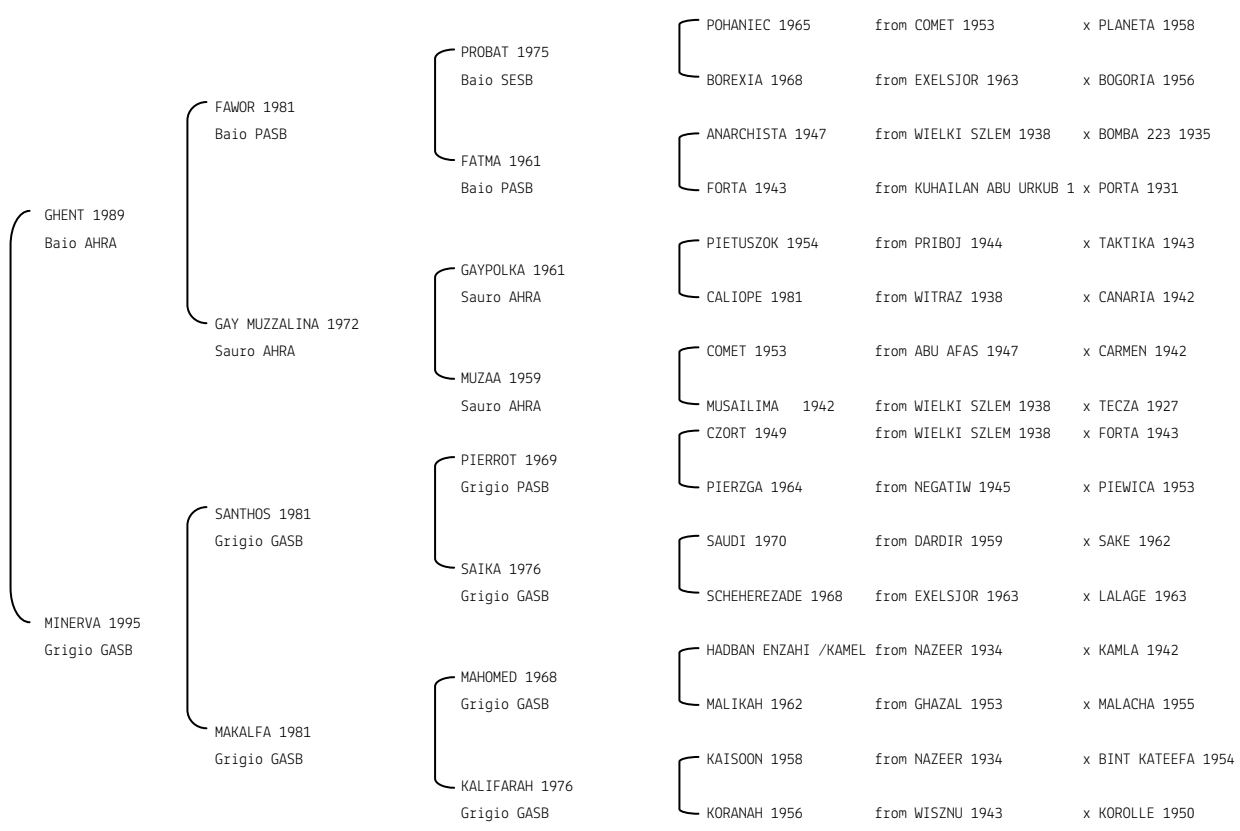 POHANIEC 1965 from COMET 1953 x PLANETA 1958
PROBAT 1975
Baio SESB
BOREXIA 1968 from EXELSJOR 1963 x BOGORIA 1956
FAWOR 1981
Baio PASB
ANARCHISTA 1947 from WIELKI SZLEM 1938 x BOMBA 223 1935
FATMA 1961
Baio PASB
FORTA 1943 from KUHAILAN ABU URKUB 1 x PORTA 1931
GHENT 1989
Baio AHRA
PIETUSZOK 1954 from PRIBOJ 1944 x TAKTIKA 1943
GAYPOLKA 1961
Sauro AHRA
CALIOPE 1981 from WITRAZ 1938 x CANARIA 1942
GAY MUZZALINA 1972
Sauro AHRA
COMET 1953 from ABU AFAS 1947 x CARMEN 1942
MUZAA 1959
Sauro AHRA
MUSAILIMA 1942 from WIELKI SZLEM 1938 x TECZA 1927
CZORT 1949 from WIELKI SZLEM 1938 x FORTA 1943
PIERROT 1969
Grigio PASB
PIERZGA 1964 from NEGATIW 1945 x PIEWICA 1953
SANTHOS 1981
Grigio GASB
SAUDI 1970 from DARDIR 1959 x SAKE 1962
SAIKA 1976
Grigio GASB
SCHEHEREZADE 1968 from EXELSJOR 1963 x LALAGE 1963
MINERVA 1995
Grigio GASB
HADBAN ENZAHI /KAMEL from NAZEER 1934 x KAMLA 1942
MAHOMED 1968
Grigio GASB
MALIKAH 1962 from GHAZAL 1953 x MALACHA 1955
MAKALFA 1981
Grigio GASB
KAISOON 1958 from NAZEER 1934 x BINT KATEEFA 1954
KALIFARAH 1976
Grigio GASB
KORANAH 1956 from WISZNU 1943 x KOROLLE 1950